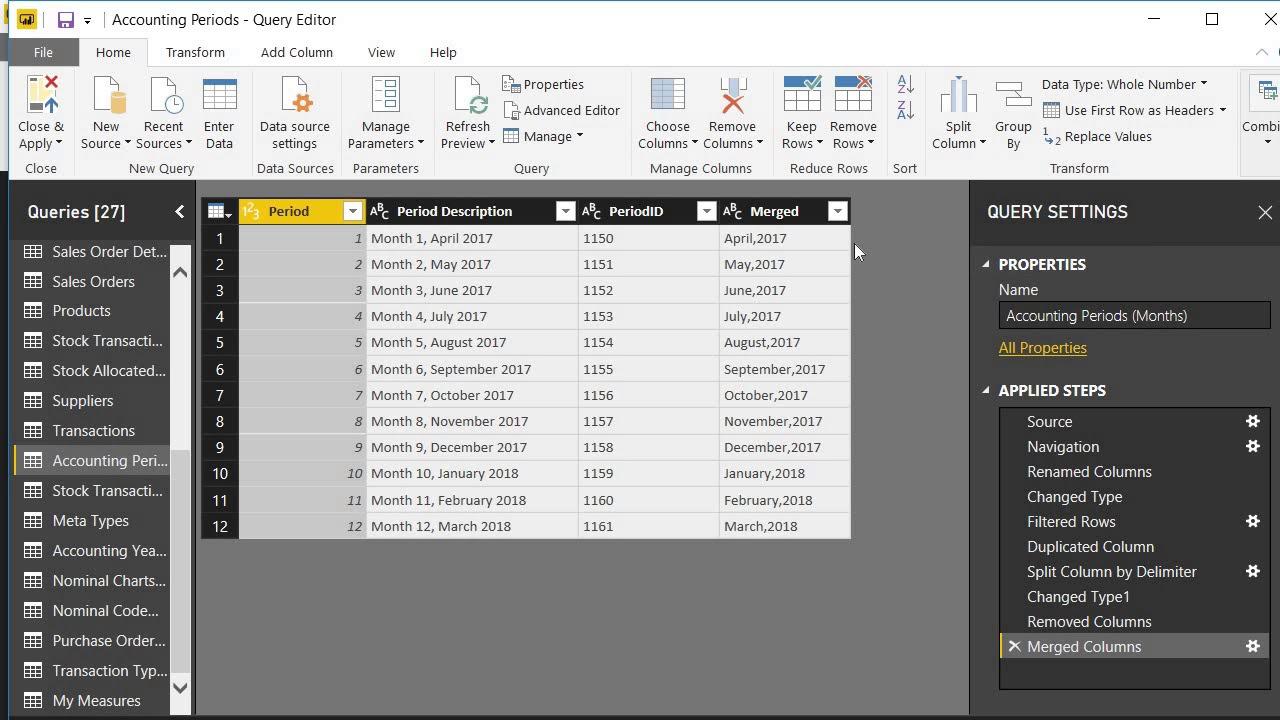 Accounting Periods - Query Editor
File Home Transform Add Column View Help
Close & Apply
New Source
Recent Sources
Enter Data
Data source settings
Manage Parameters
Refresh Preview
Properties
Advanced Editor
Manage
Choose Columns
Remove Columns
Keep Rows
Remove Rows
Split Column
Group By
Data Type: Whole Number
Use First Row as Headers
Replace Values
Combi
Close New Query Data Sources Parameters Query Manage Columns Reduce Rows Sort Transform
Queries [27]
Sales Order Det...
Sales Orders
Products
Stock Transacti...
Stock Allocated...
Suppliers
Transactions
Accounting Peri...
Stock Transacti...
Meta Types
Accounting Yea...
Nominal Charts...
Nominal Code...
Purchase Order...
Transaction Typ...
My Measures
Period Period Description PeriodID Merged
1 1 Month 1, April 2017 1150 April,2017
2 2 Month 2, May 2017 1151 May,2017
3 3 Month 3, June 2017 1152 June,2017
4 4 Month 4, July 2017 1153 July,2017
5 5 Month 5, August 2017 1154 August,2017
6 6 Month 6, September 2017 1155 September,2017
7 7 Month 7, October 2017 1156 October,2017
8 8 Month 8, November 2017 1157 November,2017
9 9 Month 9, December 2017 1158 December,2017
10 10 Month 10, January 2018 1159 January,2018
11 11 Month 11, February 2018 1160 February,2018
12 12 Month 12, March 2018 1161 March,2018
QUERY SETTINGS
PROPERTIES
Name
Accounting Periods (Months)
All Properties
APPLIED STEPS
Source
Navigation
Renamed Columns
Changed Type
Filtered Rows
Duplicated Column
Split Column by Delimiter
Changed Type1
Removed Columns
Merged Columns